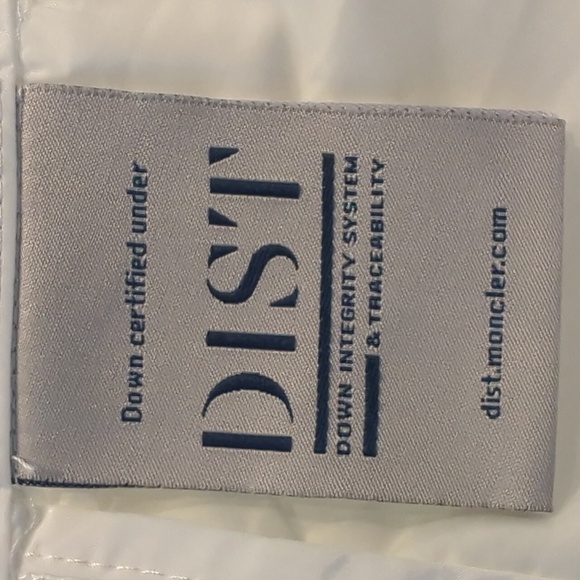 Down certified under
DIST
DOWN INTEGRITY SYSTEM
& TRACEABILITY
dist.moncler.com